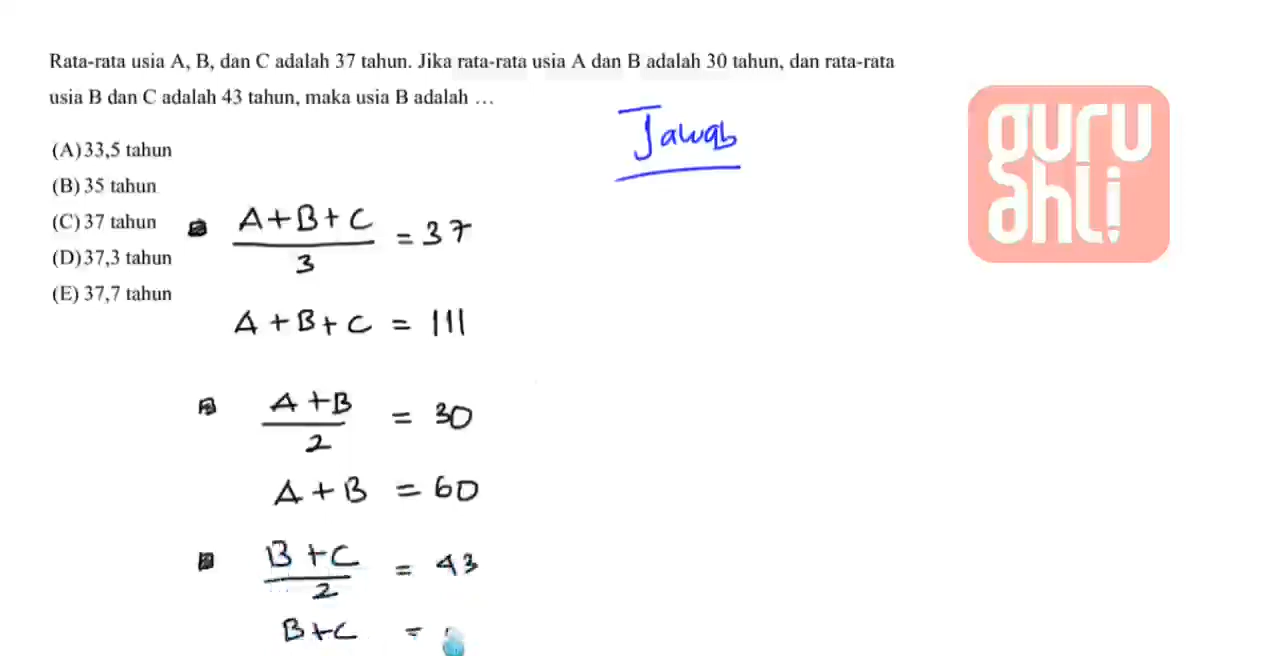 Rata-rata usia A, B, dan C adalah 37 tahun. Jika rata-rata usia A dan B adalah 30 tahun, dan rata-rata
usia B dan C adalah 43 tahun, maka usia B adalah …
(A) 33,5 tahun
(B) 35 tahun
(C) 37 tahun
(D) 37,3 tahun
(E) 37,7 tahun
Jawab
guru
ahli
A+B+C
3
= 37
A+B+C = 111
A+B
2
= 30
A+B = 60
B+C
2
= 43
B+C =